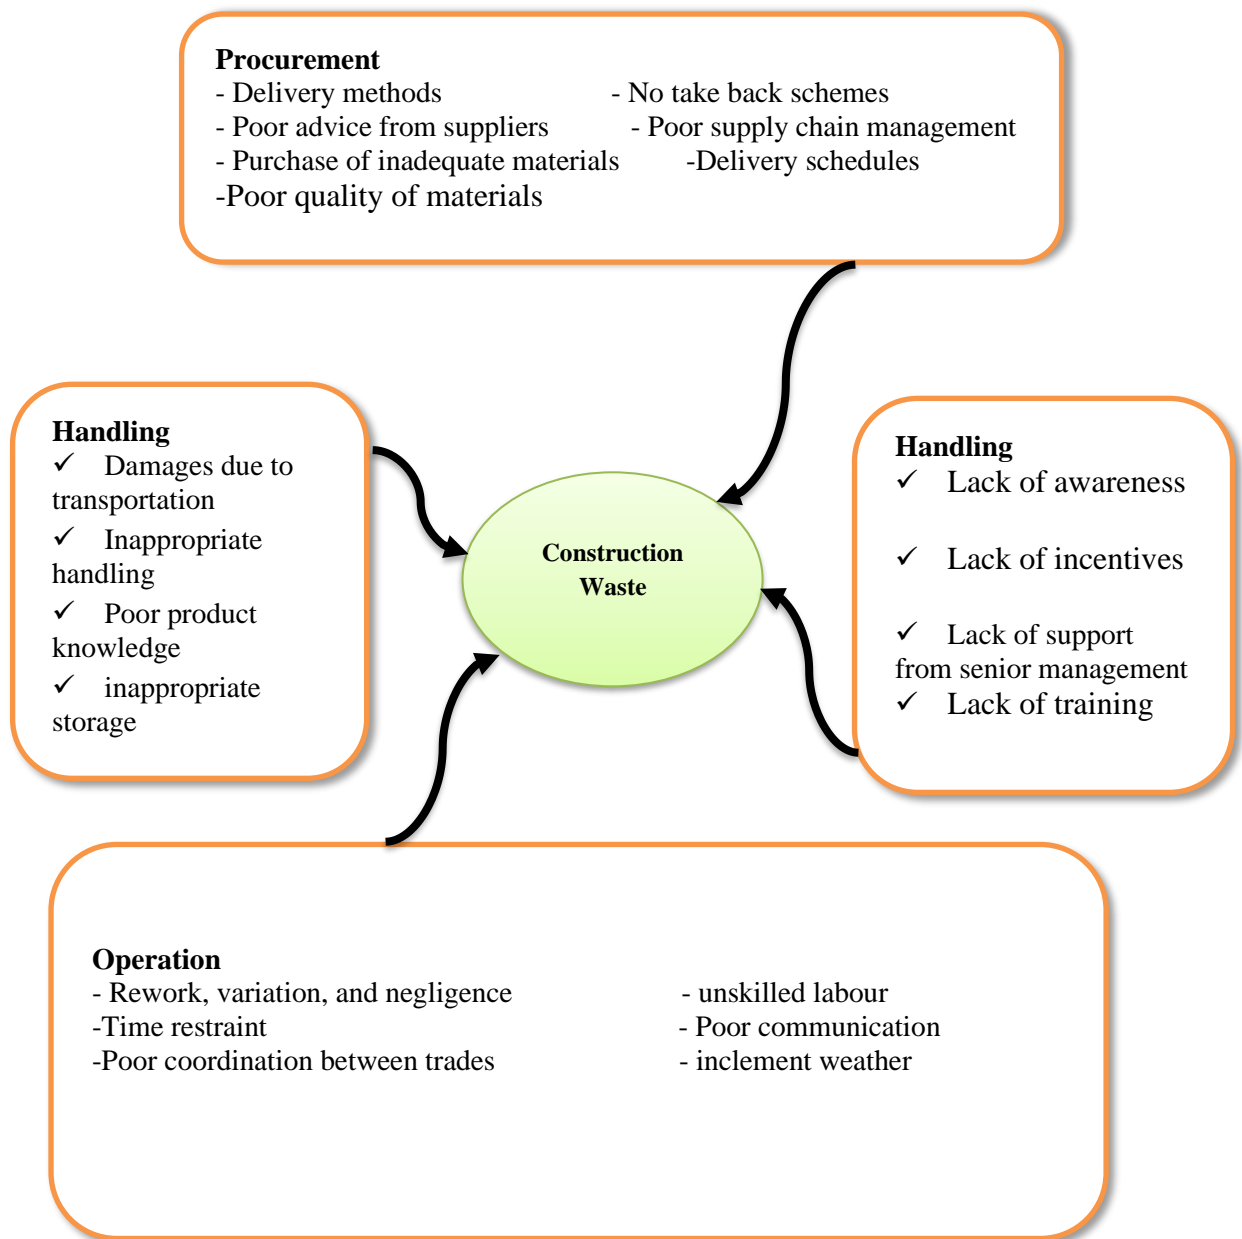 Procurement
- Delivery methods - No take back schemes
- Poor advice from suppliers - Poor supply chain management
- Purchase of inadequate materials -Delivery schedules
-Poor quality of materials
Handling
✓ Damages due to
transportation
✓ Inappropriate
handling
✓ Poor product
knowledge
✓ inappropriate
storage
Construction
Waste
Handling
✓ Lack of awareness
✓ Lack of incentives
✓ Lack of support
from senior management
✓ Lack of training
Operation
- Rework, variation, and negligence - unskilled labour
-Time restraint - Poor communication
-Poor coordination between trades - inclement weather